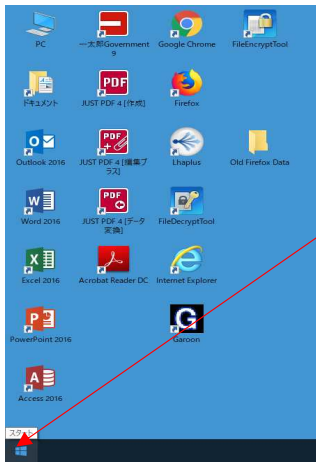 PC
一太郎Government
9
Google Chrome
FileEncryptTool
ドキュメント
PDF
JUST PDF 4 [作成]
Firefox
Outlook 2016
PDF
JUST PDF 4 [編集プ
ラス]
Lhaplus
Old Firefox Data
Word 2016
PDF
JUST PDF 4 [データ
変換]
FileDecryptTool
Excel 2016
Acrobat Reader DC
Internet Explorer
PowerPoint 2016
G
Garoon
Access 2016
スタート